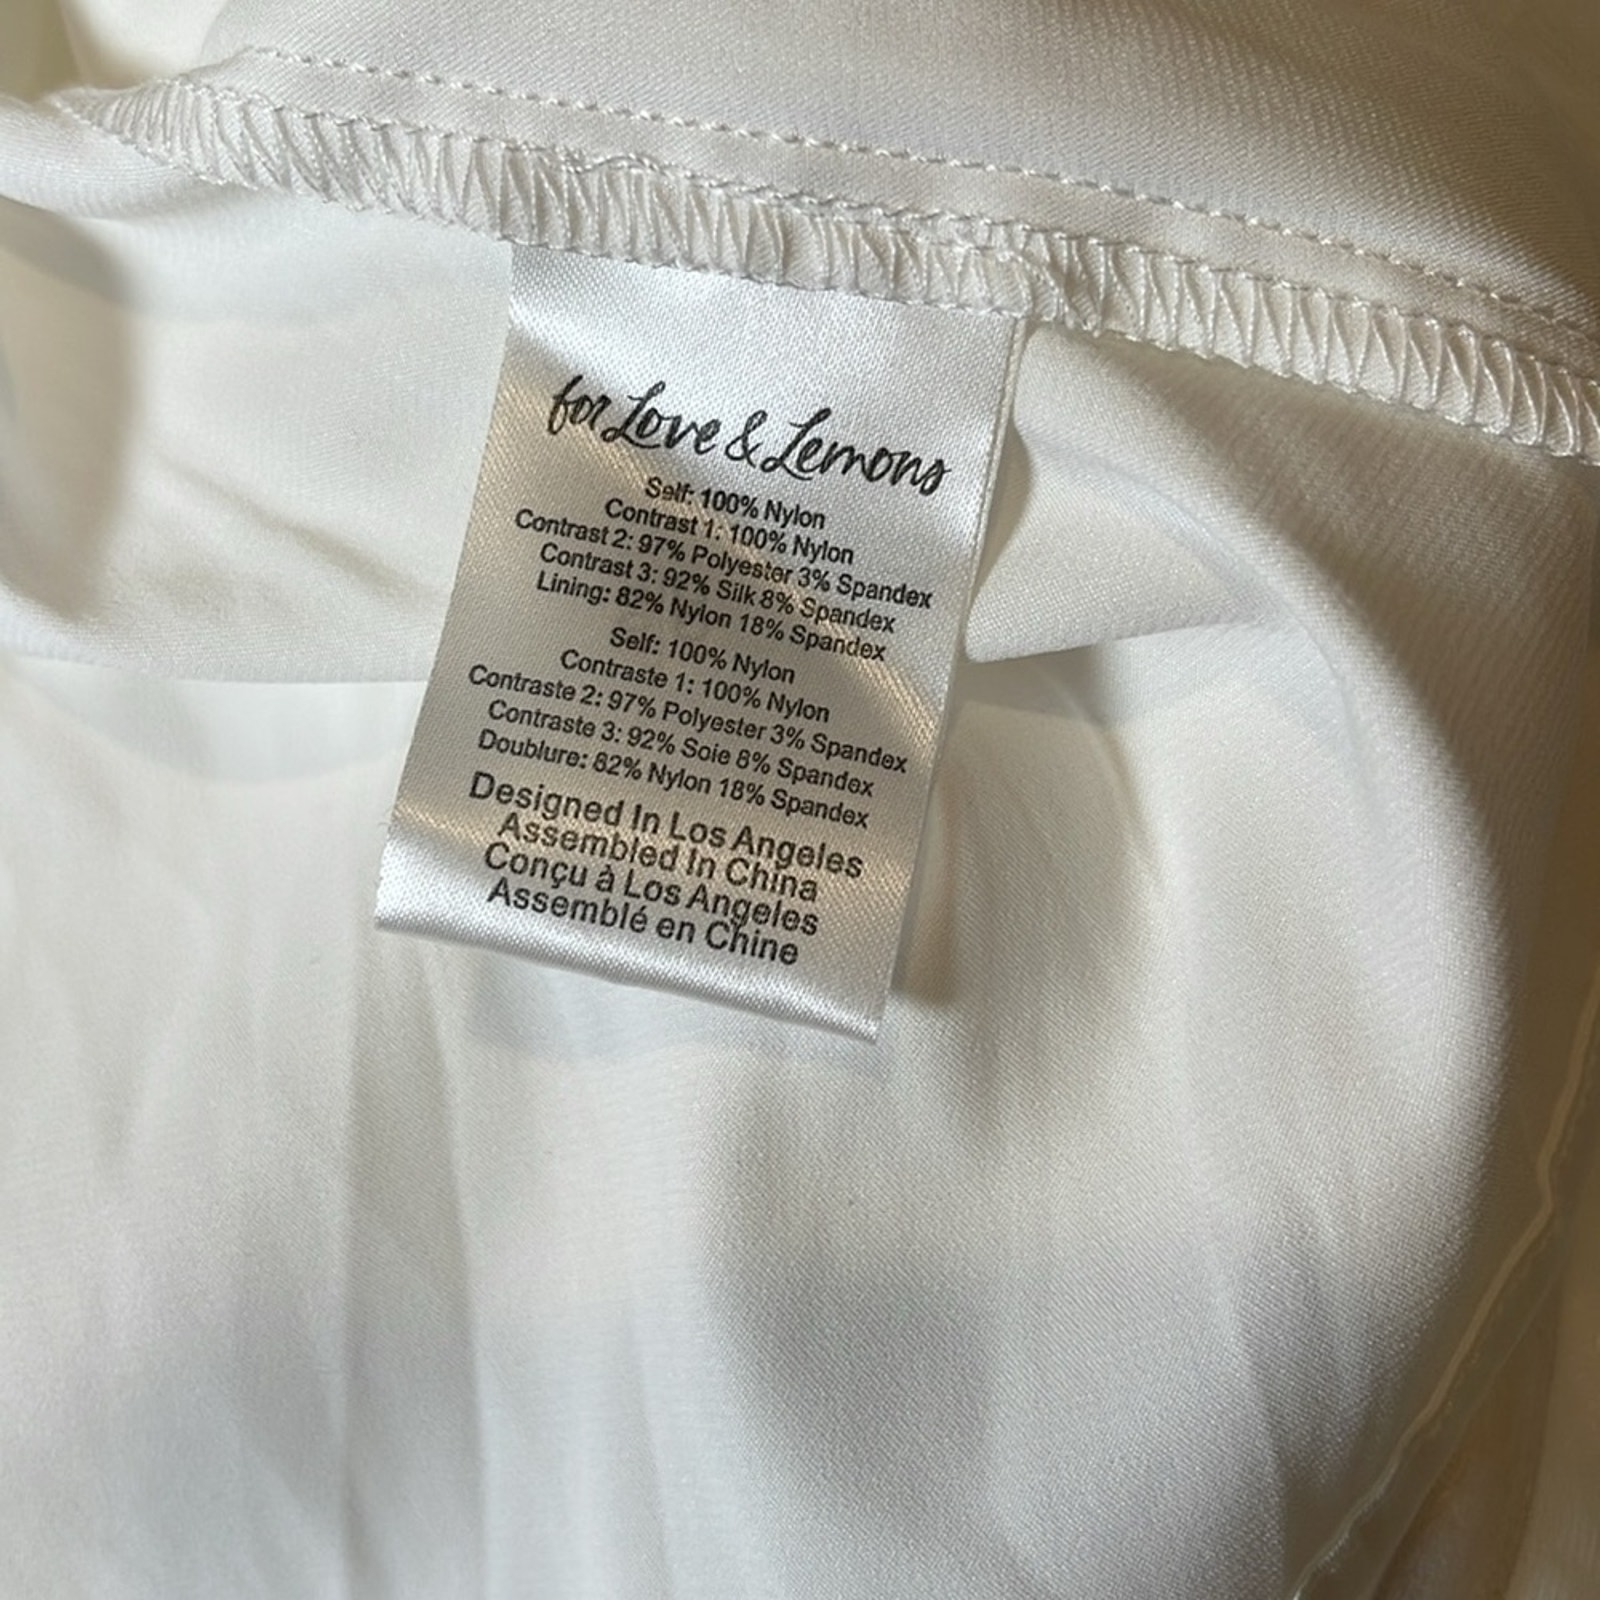 for Love & Lemons
Self: 100% Nylon
Contrast 1: 100% Nylon
Contrast 2: 97% Polyester 3% Spandex
Contrast 3: 92% Silk 8% Spandex
Lining: 82% Nylon 18% Spandex
Self: 100% Nylon
Contraste 1: 100% Nylon
Contraste 2: 97% Polyester 3% Spandex
Contraste 3: 92% Soie 8% Spandex
Doublure: 82% Nylon 18% Spandex
Designed In Los Angeles
Assembled In China
Conçu à Los Angeles
Assemblé en Chine